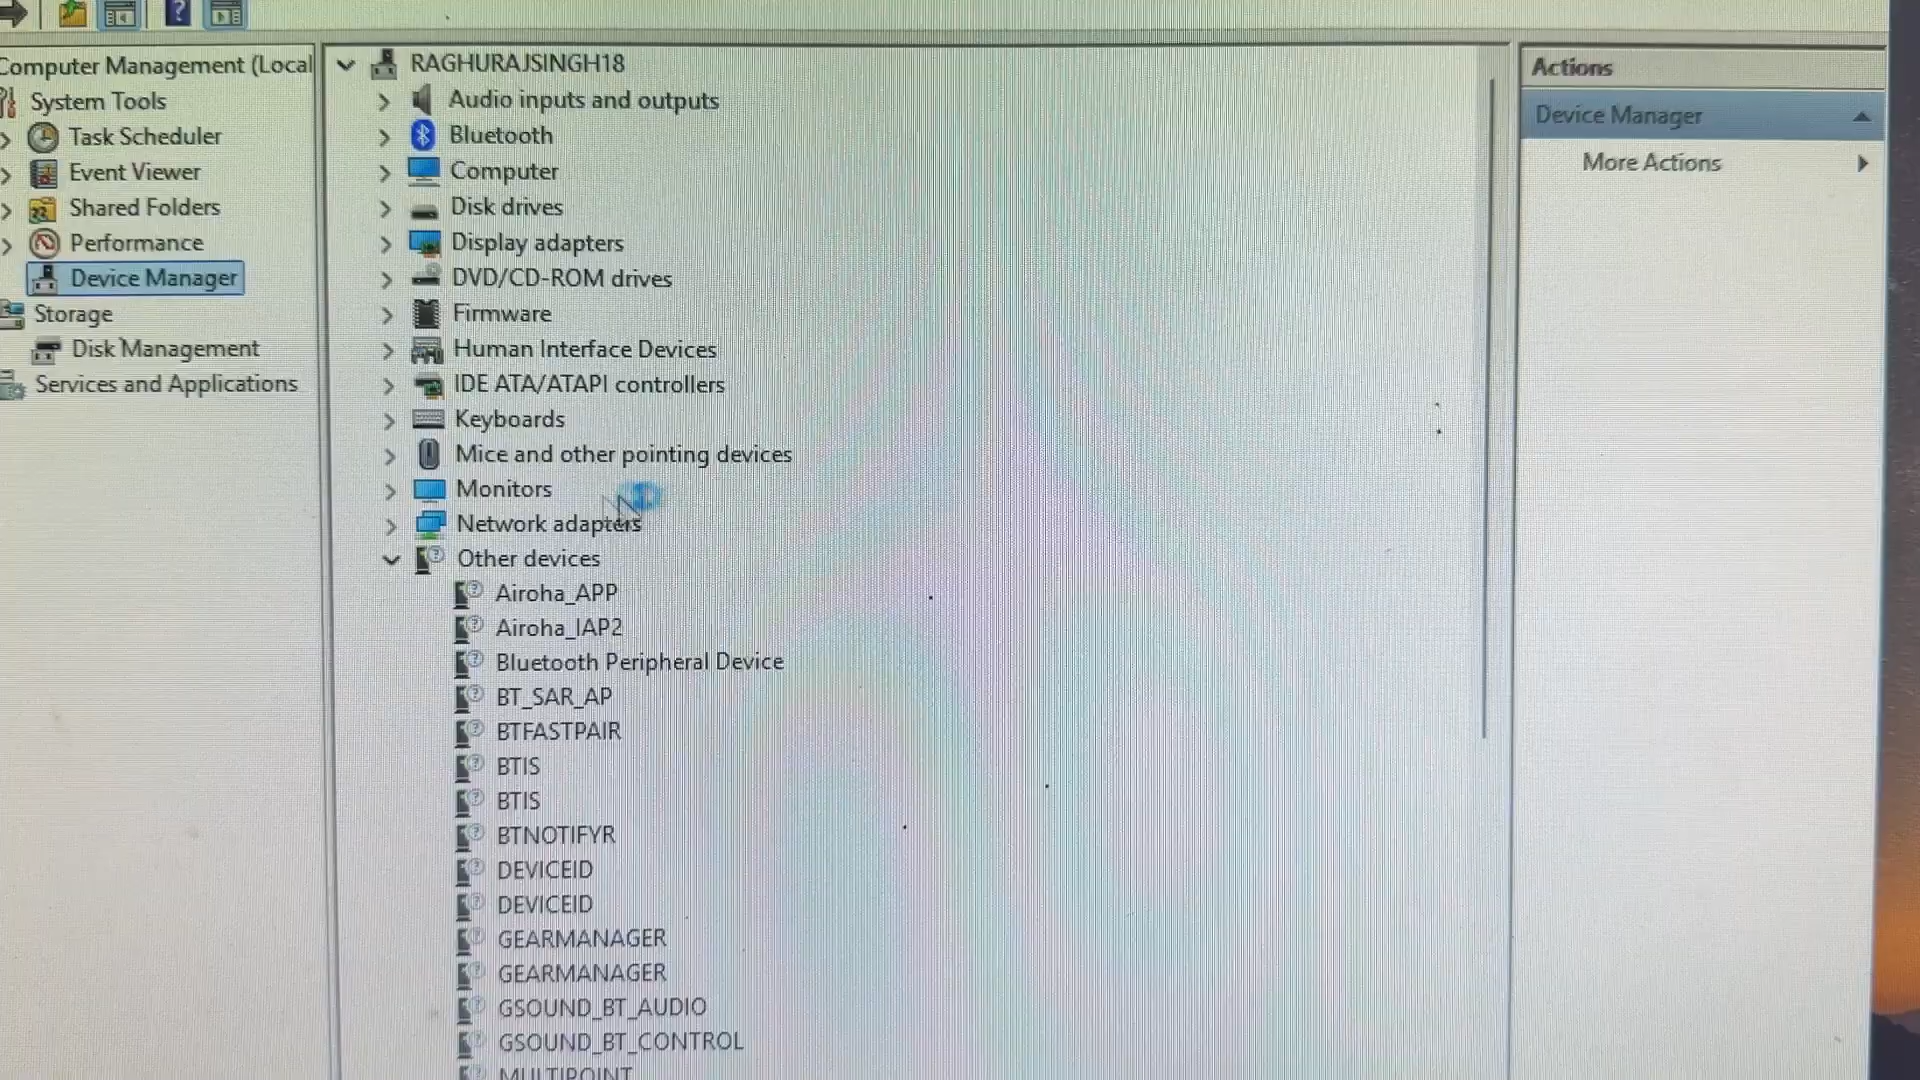 Computer Management (Local
System Tools
Task Scheduler
Event Viewer
Shared Folders
Performance
Device Manager
Storage
Disk Management
Services and Applications
RAGHURAJSINGH18
Audio inputs and outputs
Bluetooth
Computer
Disk drives
Display adapters
DVD/CD-ROM drives
Firmware
Human Interface Devices
IDE ATA/ATAPI controllers
Keyboards
Mice and other pointing devices
Monitors
Network adapters
Other devices
Airoha_APP
Airoha_IAP2
Bluetooth Peripheral Device
BT_SAR_AP
BTFASTPAIR
BTIS
BTIS
BTNOTIFYR
DEVICEID
DEVICEID
GEARMANAGER
GEARMANAGER
GSOUND_BT_AUDIO
GSOUND_BT_CONTROL
MULTIPOINT
Actions
Device Manager
More Actions